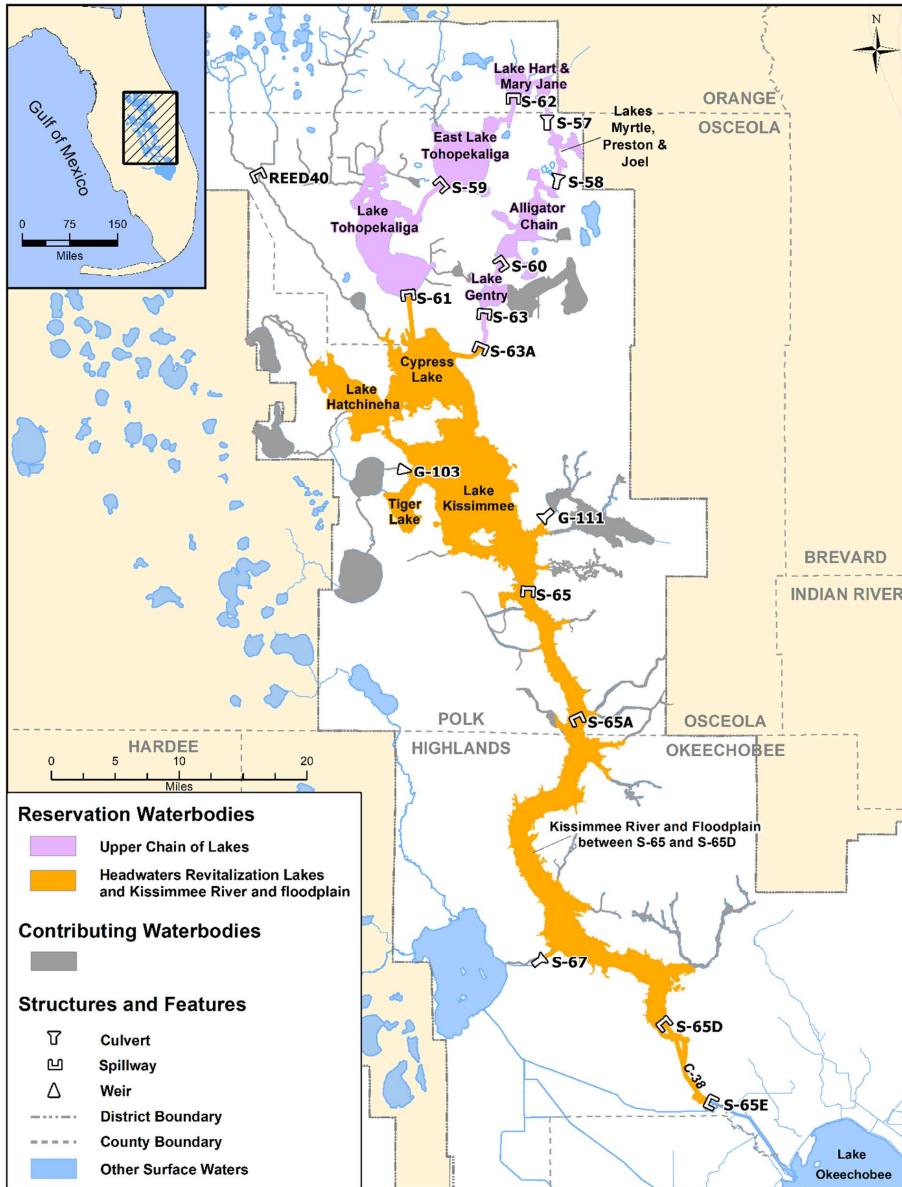 N
Gulf of Mexico
0 75 150
Miles
Lake Hart &
Mary Jane
S-62
ORANGE
OSCEOLA
S-57
Lakes
Myrtle,
Preston &
Joel
East Lake
Tohopekaliga
REED40
S-59
S-58
Lake
Tohopekaliga
Alligator
Chain
S-60
Lake
Gentry
S-61
S-63
S-63A
Cypress
Lake
Lake
Hatchineha
G-103
Lake
Kissimmee
Tiger
Lake
G-111
BREVARD
INDIAN RIVER
S-65
S-65A
POLK
OSCEOLA
HARDEE
HIGHLANDS
OKEECHOBEE
0 5 10 20
Miles
Kissimmee River and Floodplain
between S-65 and S-65D
S-67
S-65D
C-38
S-65E
Lake
Okeechobee
Reservation Waterbodies
Upper Chain of Lakes
Headwaters Revitalization Lakes
and Kissimmee River and floodplain
Contributing Waterbodies
Structures and Features
Culvert
Spillway
Weir
District Boundary
County Boundary
Other Surface Waters